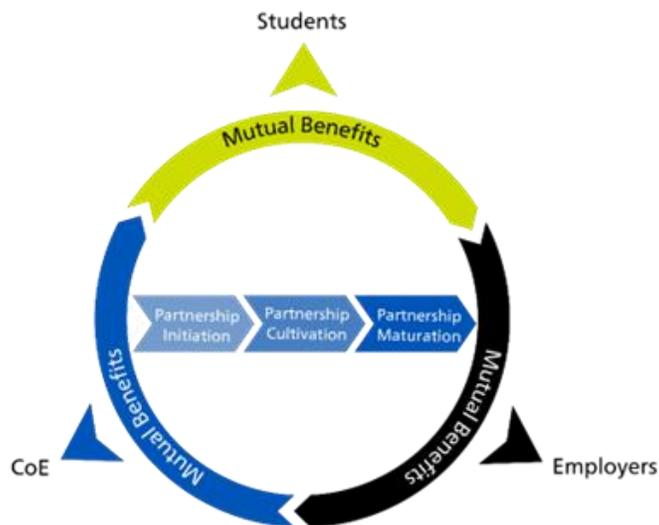 Students
Mutual Benefits
Partnership
Initiation
Partnership
Cultivation
Partnership
Maturation
Mutual Benefits
Mutual Benefits
CoE
Employers